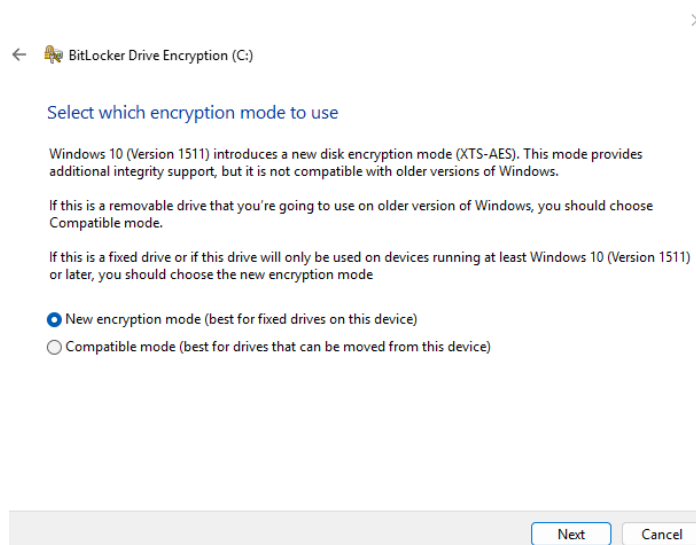 BitLocker Drive Encryption (C:)
Select which encryption mode to use
Windows 10 (Version 1511) introduces a new disk encryption mode (XTS-AES). This mode provides
additional integrity support, but it is not compatible with older versions of Windows.
If this is a removable drive that you're going to use on older version of Windows, you should choose
Compatible mode.
If this is a fixed drive or if this drive will only be used on devices running at least Windows 10 (Version 1511)
or later, you should choose the new encryption mode
New encryption mode (best for fixed drives on this device)
Compatible mode (best for drives that can be moved from this device)
Next Cancel